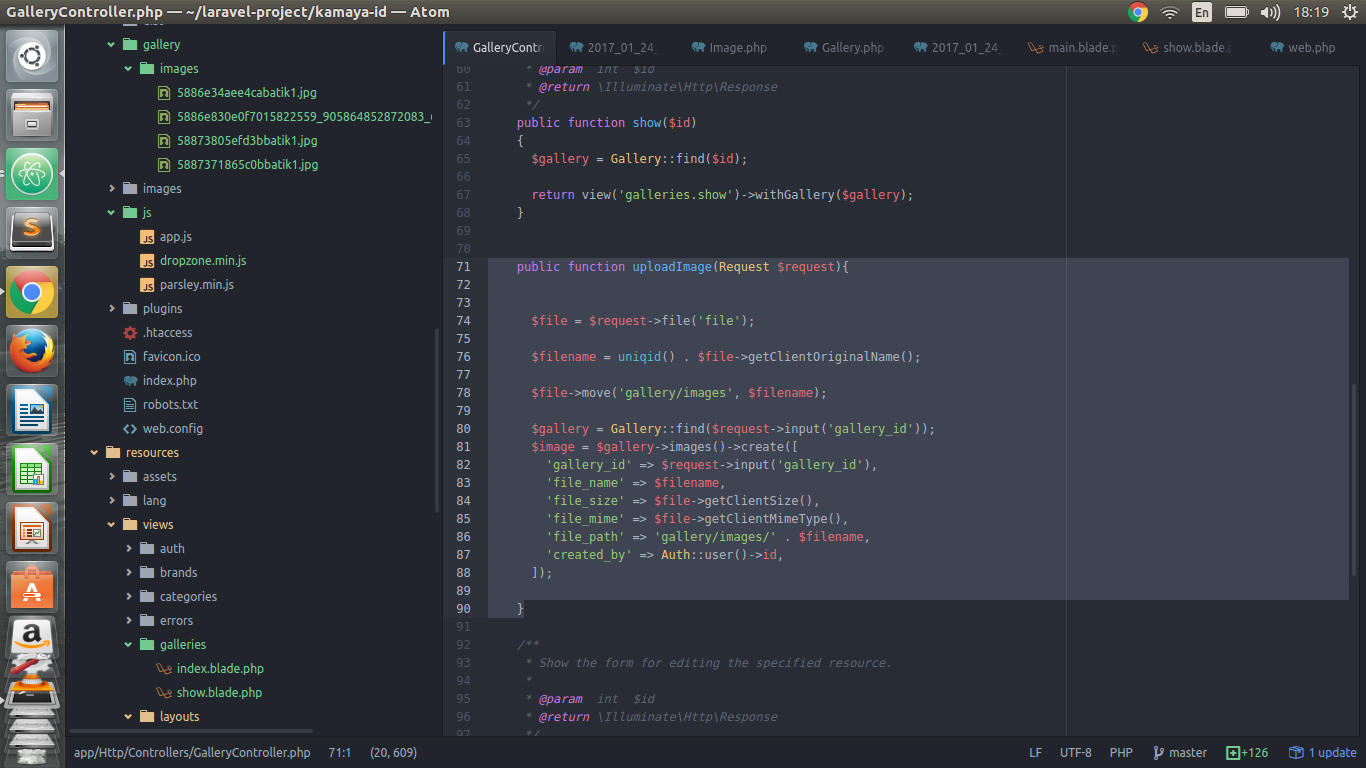 GalleryController.php — ~/laravel-project/kamaya-id — Atom
En
18:19
gallery
images
5886e34aee4cabatik1.jpg
5886e830e0f7015822559_905864852872083_
58873805efd3bbatik1.jpg
5887371865c0bbatik1.jpg
images
js
app.js
dropzone.min.js
parsley.min.js
plugins
.htaccess
favicon.ico
index.php
robots.txt
web.config
resources
assets
lang
views
auth
brands
categories
errors
galleries
index.blade.php
show.blade.php
layouts
GalleryContr
2017_01_24_
Image.php
Gallery.php
2017_01_24_
main.blade.p
show.blade.
web.php
60 * @param int $id
61 * @return \Illuminate\Http\Response
62 */
63 public function show($id)
64 {
65 $gallery = Gallery::find($id);
66
67 return view('galleries.show')->withGallery($gallery);
68 }
69
70
71 public function uploadImage(Request $request){
72
73
74 $file = $request->file('file');
75
76 $filename = uniqid() . $file->getClientOriginalName();
77
78 $file->move('gallery/images', $filename);
79
80 $gallery = Gallery::find($request->input('gallery_id'));
81 $image = $gallery->images()->create([
82 'gallery_id' => $request->input('gallery_id'),
83 'file_name' => $filename,
84 'file_size' => $file->getClientSize(),
85 'file_mime' => $file->getClientMimeType(),
86 'file_path' => 'gallery/images/' . $filename,
87 'created_by' => Auth::user()->id,
88 ]);
89
90 }
91
92 /**
93 * Show the form for editing the specified resource.
94 *
95 * @param int $id
96 * @return \Illuminate\Http\Response
97 */
app/Http/Controllers/GalleryController.php 71:1 (20, 609)
LF UTF-8 PHP master +126 1 update